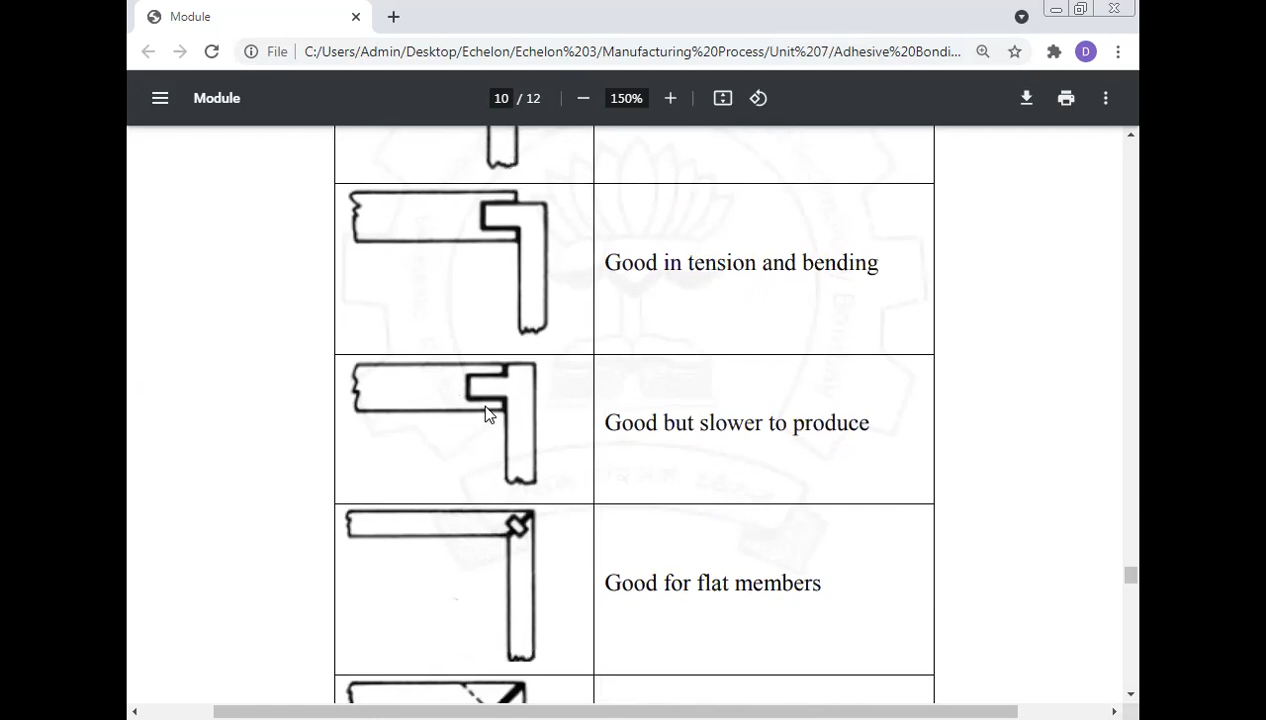 Module
File
C:/Users/Admin/Desktop/Echelon/Echelon%203/Manufacturing%20Process/Unit%207/Adhesive%20Bondi...
D
Module
10 / 12
150%
Good in tension and bending
Good but slower to produce
Good for flat members